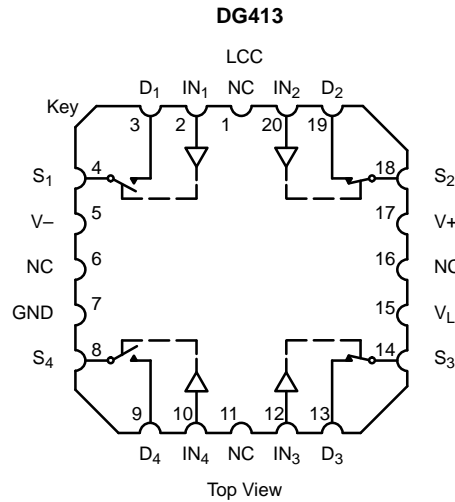 DG413
LCC
D1 IN1 NC IN2 D2
Key
3 2 1 20 19
S1 4 18 S2
V– 5 17 V+
NC 6 16 NC
GND 7 15 VL
S4 8 14 S3
9 10 11 12 13
D4 IN4 NC IN3 D3
Top View